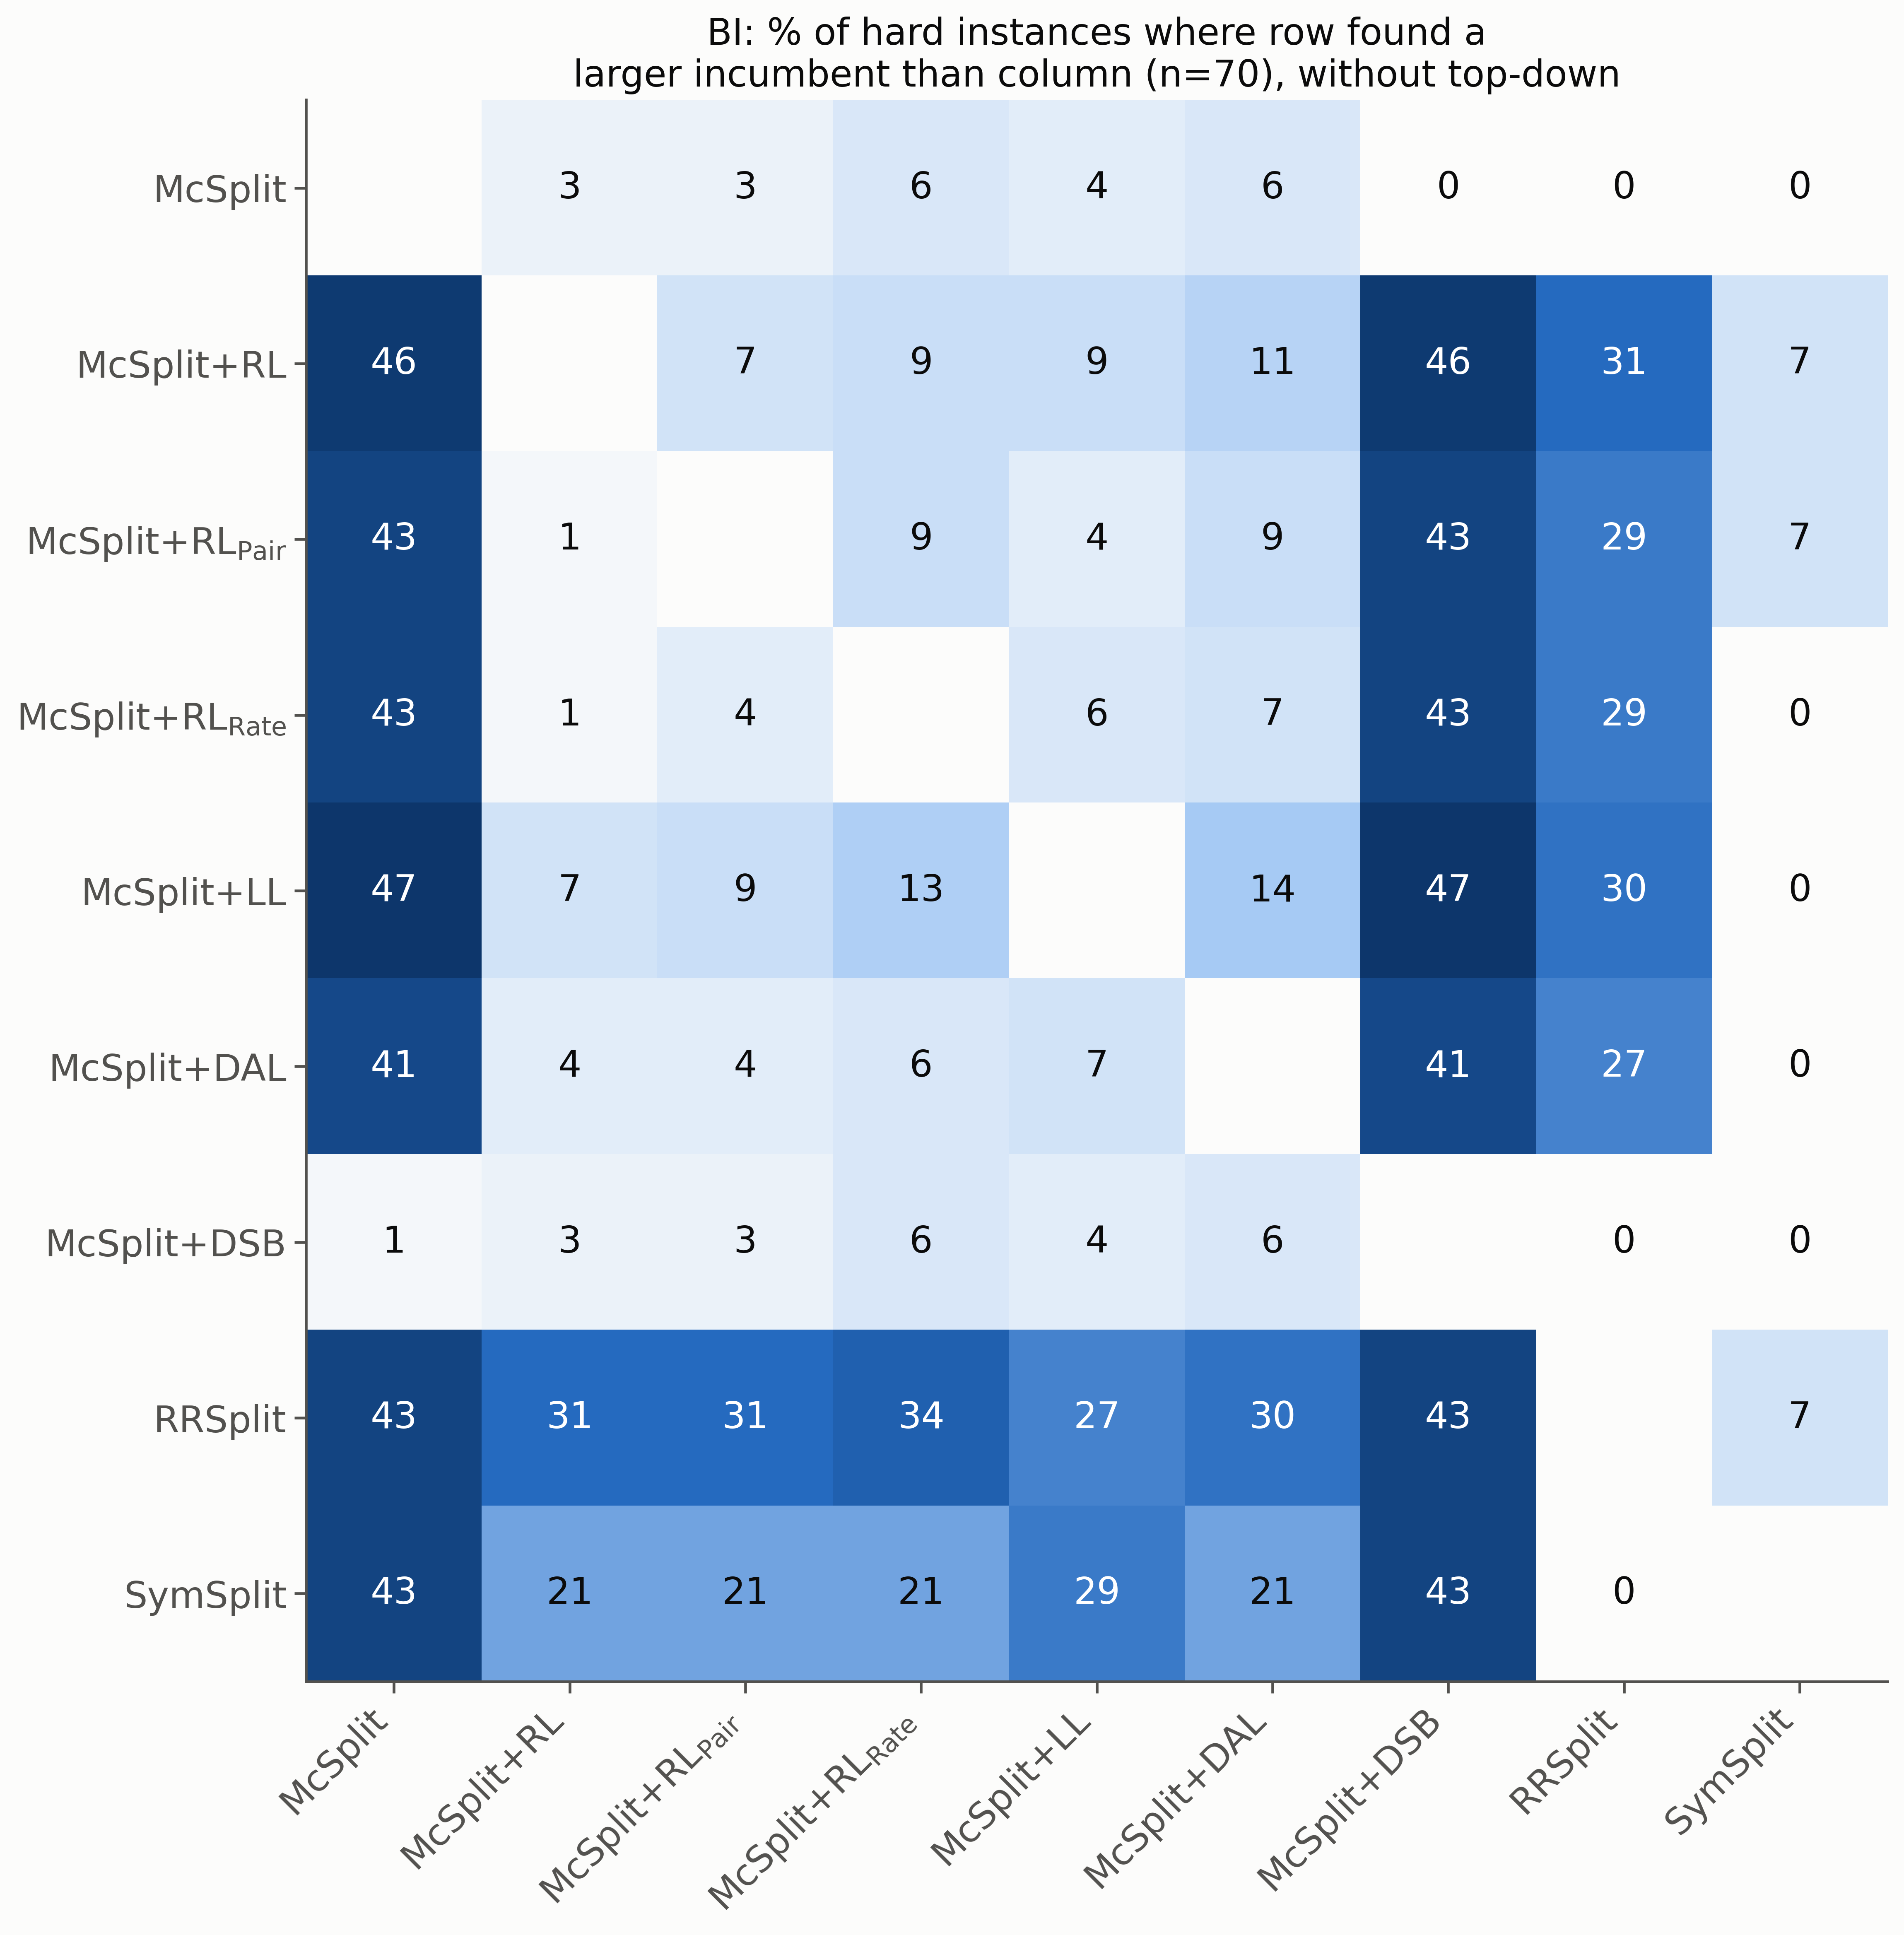 BI: % of hard instances where row found a
larger incumbent than column (n=70), without top-down
McSplit 3 3 6 4 6 0 0 0
McSplit+RL 46 7 9 9 11 46 31 7
McSplit+RLPair 43 1 9 4 9 43 29 7
McSplit+RLRate 43 1 4 6 7 43 29 0
McSplit+LL 47 7 9 13 14 47 30 0
McSplit+DAL 41 4 4 6 7 41 27 0
McSplit+DSB 1 3 3 6 4 6 0 0
RRSplit 43 31 31 34 27 30 43 7
SymSplit 43 21 21 21 29 21 43 0
McSplit
McSplit+RL
McSplit+RLPair
McSplit+RLRate
McSplit+LL
McSplit+DAL
McSplit+DSB
RRSplit
SymSplit